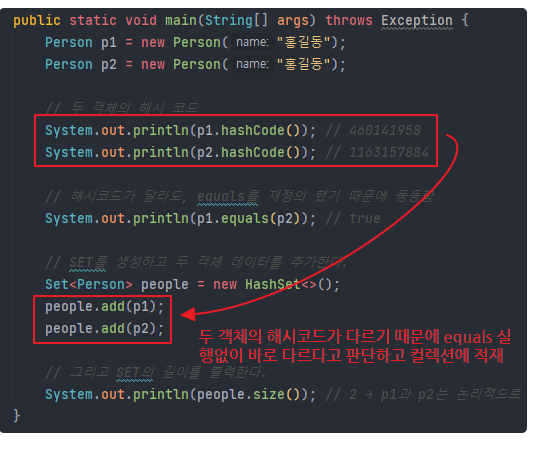 public static void main(String[] args) throws Exception {
Person p1 = new Person( name: "홍길동");
Person p2 = new Person( name: "홍길동");
// 두 객체의 해시 코드
System.out.println(p1.hashCode()); // 460141958
System.out.println(p2.hashCode()); // 1163157884
// 해시코드가 달라도, equals를 재정의 했기 때문에 동등함
System.out.println(p1.equals(p2)); // true
// SET를 생성하고 두 객체 데이터를 추가한다.
Set<Person> people = new HashSet<>();
people.add(p1);
people.add(p2);
두 객체의 해시코드가 다르기 때문에 equals 실
행없이 바로 다르다고 판단하고 컬렉션에 적재
// 그리고 SET의 길이를 출력한다.
System.out.println(people.size()); // 2 → p1과 p2는 논리적으로
}